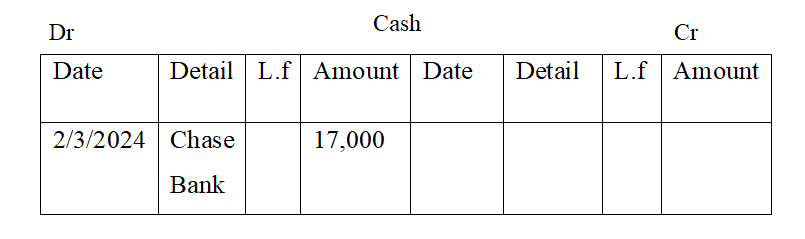 Dr Cash Cr
Date Detail L.f Amount Date Detail L.f Amount
2/3/2024 Chase 17,000
Bank